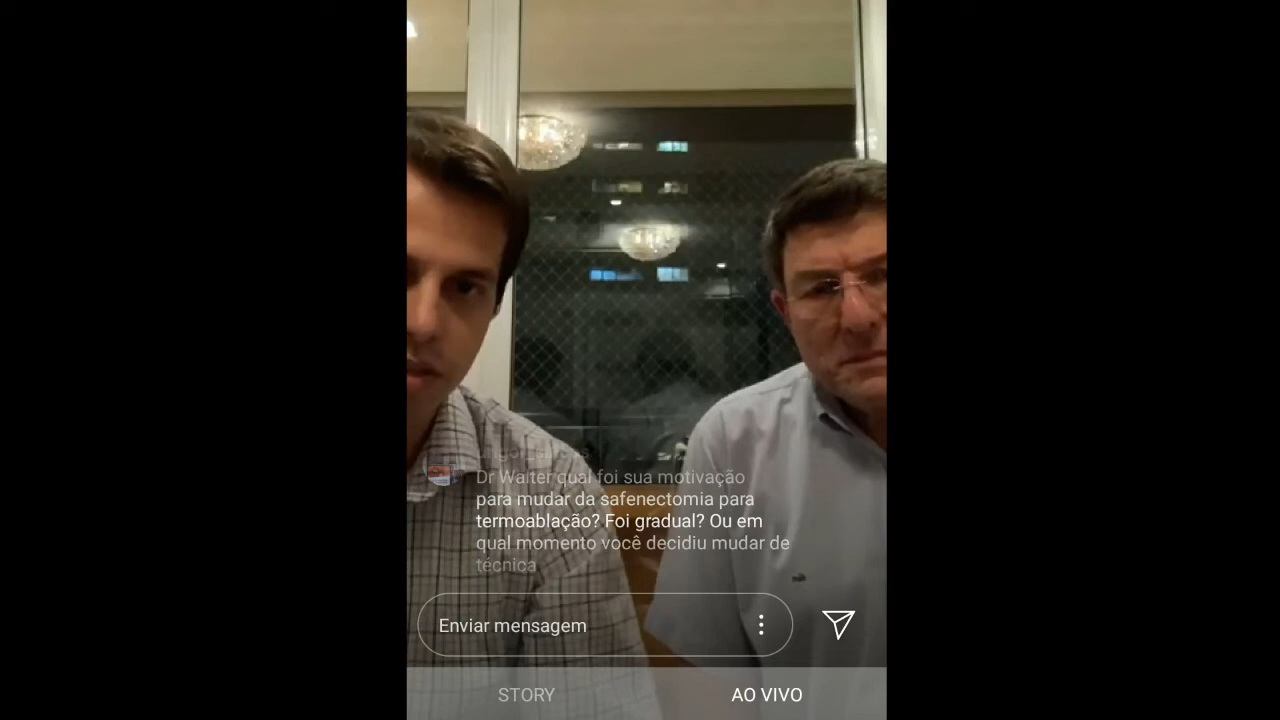 Dr Walter qual foi sua motivação
para mudar da safenectomia para
termoablação? Foi gradual? Ou em
qual momento você decidiu mudar de
técnica
Enviar mensagem
STORY
AO VIVO